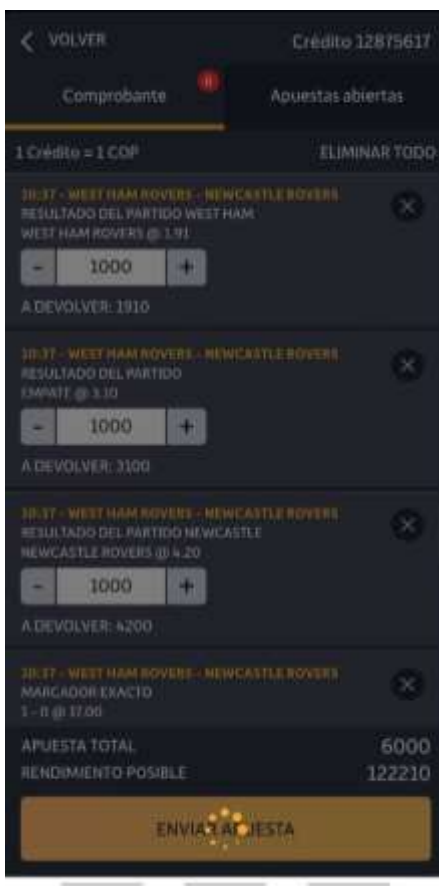 VOLVER
Crédito 12875617
Comprobante
Apuestas abiertas
1 Crédito = 1 COP
ELIMINAR TODO
10:37 - WEST HAM ROVERS - NEWCASTLE ROVERS
RESULTADO DEL PARTIDO WEST HAM
WEST HAM ROVERS @ 1.91
- 1000 +
A DEVOLVER: 1910
10:37 - WEST HAM ROVERS - NEWCASTLE ROVERS
RESULTADO DEL PARTIDO
EMPATE @ 3.10
- 1000 +
A DEVOLVER: 3100
10:37 - WEST HAM ROVERS - NEWCASTLE ROVERS
RESULTADO DEL PARTIDO NEWCASTLE
NEWCASTLE ROVERS @ 4.20
- 1000 +
A DEVOLVER: 4200
10:37 - WEST HAM ROVERS - NEWCASTLE ROVERS
MARCADOR EXACTO
1 - 0 @ 17.00
APUESTA TOTAL
6000
RENDIMIENTO POSIBLE
122210
ENVIAR APUESTA